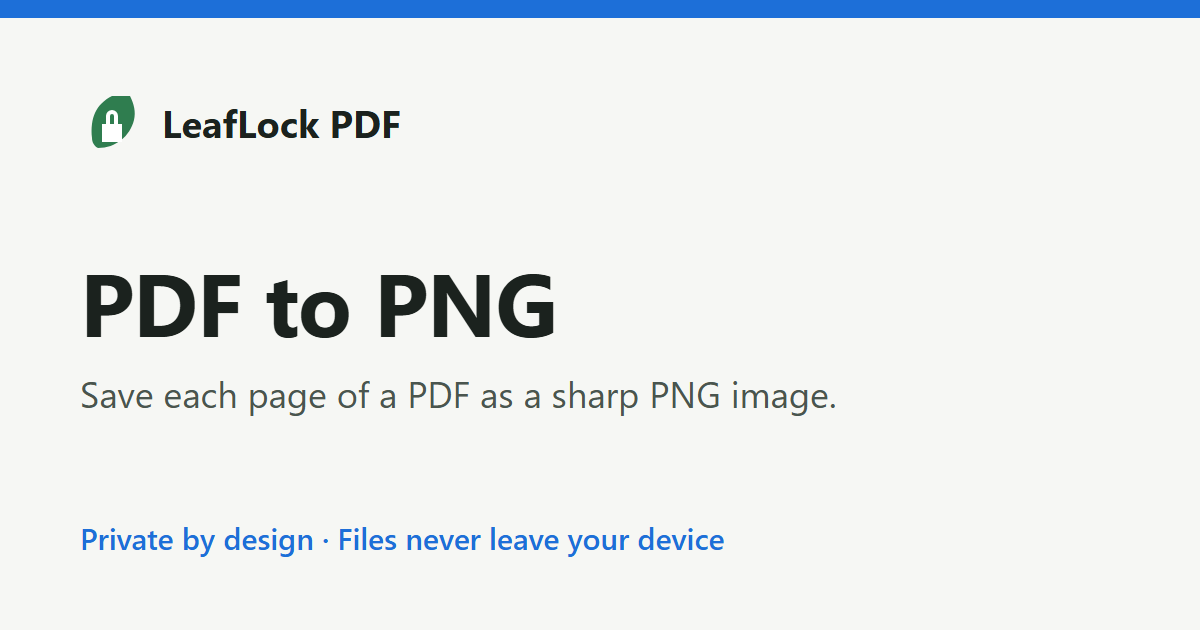 LeafLock PDF
PDF to PNG
Save each page of a PDF as a sharp PNG image.
Private by design · Files never leave your device